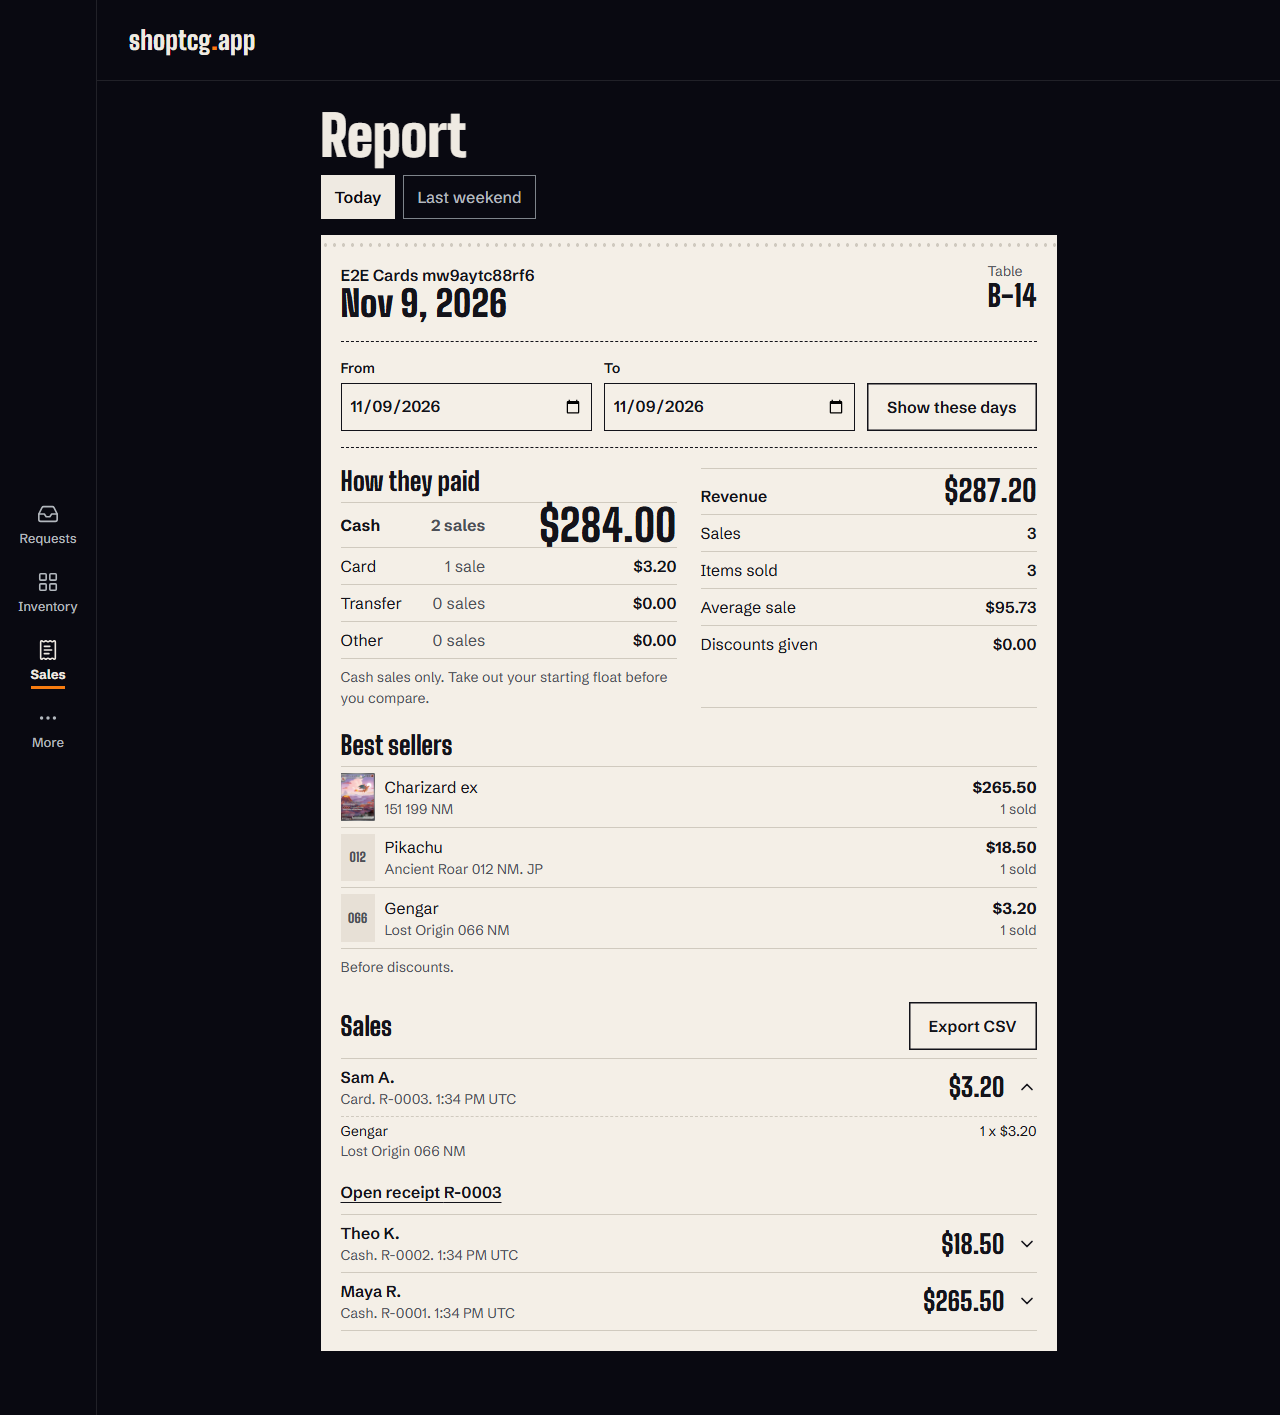 shoptcg.app
Report
Today
Last weekend
E2E Cards mw9aytc88rf6
Nov 9, 2026
Table
B-14
From
To
11/09/2026
11/09/2026
Show these days
How they paid
Cash 2 sales $284.00
Card 1 sale $3.20
Transfer 0 sales $0.00
Other 0 sales $0.00
Cash sales only. Take out your starting float before
you compare.
Revenue $287.20
Sales 3
Items sold 3
Average sale $95.73
Discounts given $0.00
Requests
Inventory
Sales
More
Best sellers
Charizard ex $265.50
151 199 NM 1 sold
012
Pikachu $18.50
Ancient Roar 012 NM. JP 1 sold
066
Gengar $3.20
Lost Origin 066 NM 1 sold
Before discounts.
Sales
Export CSV
Sam A. $3.20
Card. R-0003. 1:34 PM UTC
Gengar 1 x $3.20
Lost Origin 066 NM
Open receipt R-0003
Theo K. $18.50
Cash. R-0002. 1:34 PM UTC
Maya R. $265.50
Cash. R-0001. 1:34 PM UTC